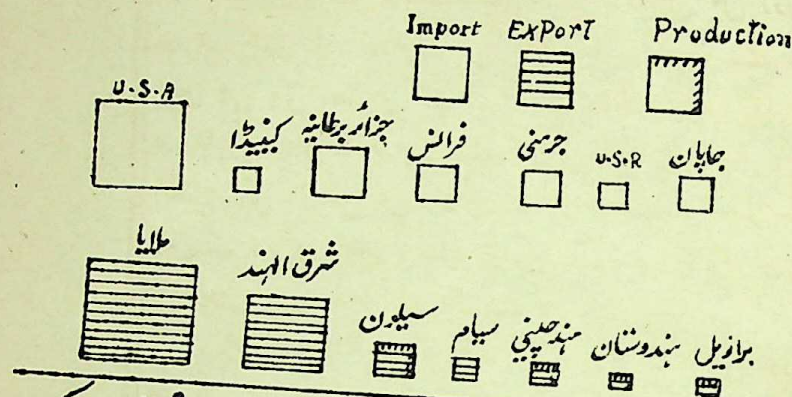 Import Export Production
U.S.A کینیڈا جزائر برطانیہ فرانس جرمنی U.S.R جاپان
ملایا شرق الہند سیلون سیام ہندچینی ہندوستان برازیل